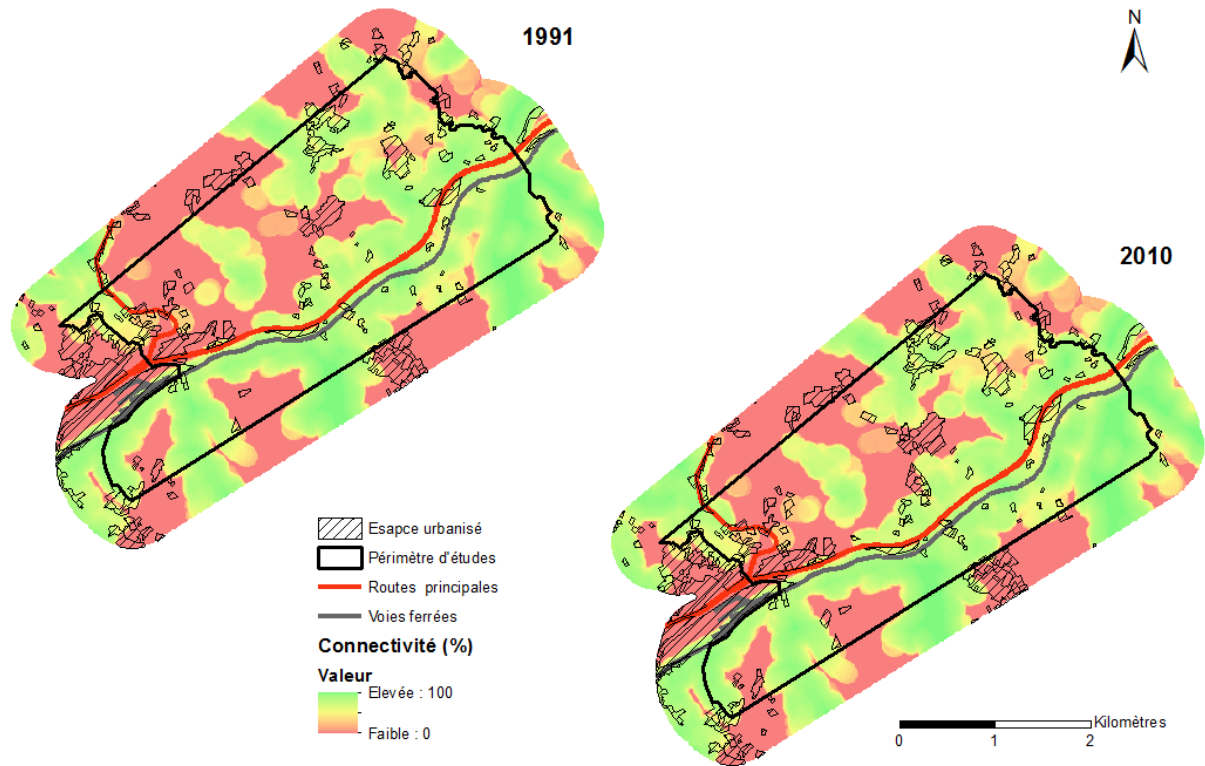 1991
N
2010
Esapce urbanisé
Périmètre d'études
Routes principales
Voies ferrées
Connectivité (%)
Valeur
Elevée : 100
Faible : 0
Kilomètres
0 1 2